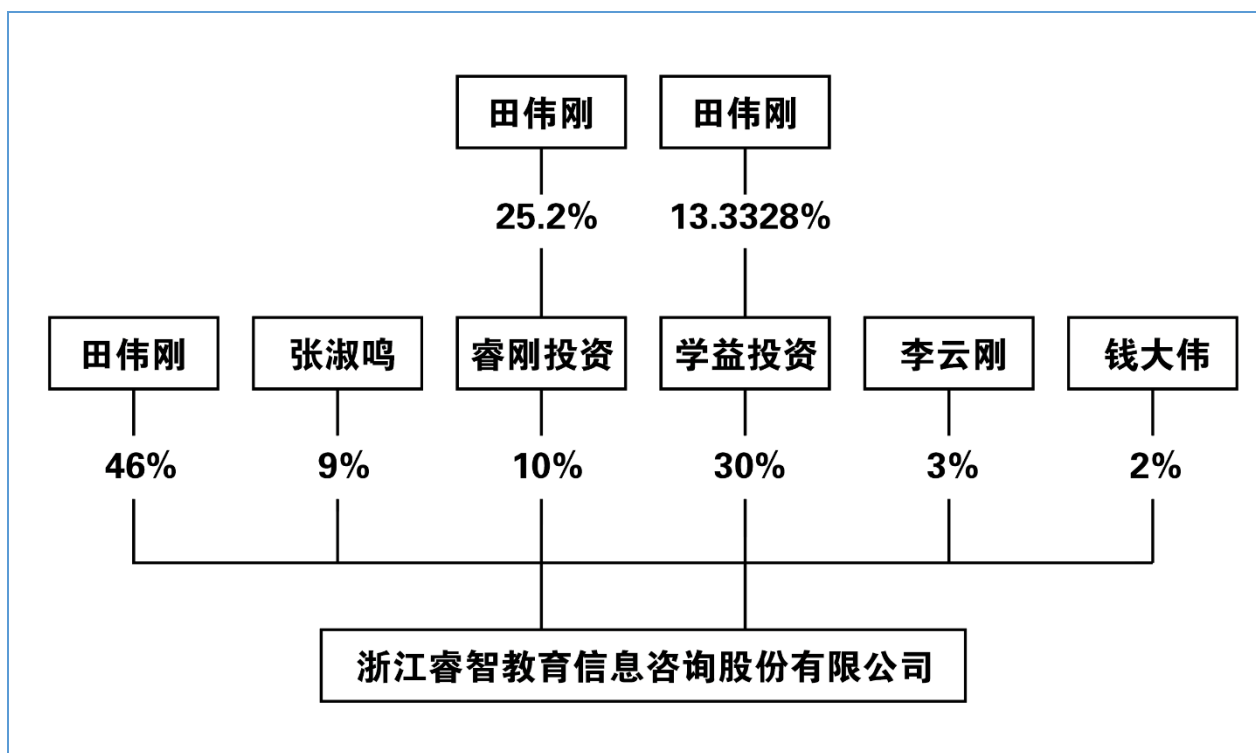 田伟刚 田伟刚
25.2% 13.3328%
田伟刚 张淑鸣 睿刚投资 学益投资 李云刚 钱大伟
46% 9% 10% 30% 3% 2%
浙江睿智教育信息咨询股份有限公司